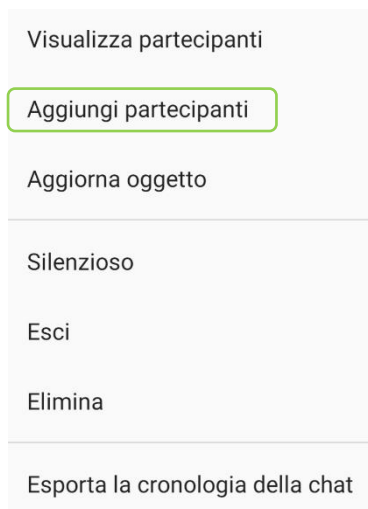 Visualizza partecipanti
Aggiungi partecipanti
Aggiorna oggetto
Silenzioso
Esci
Elimina
Esporta la cronologia della chat